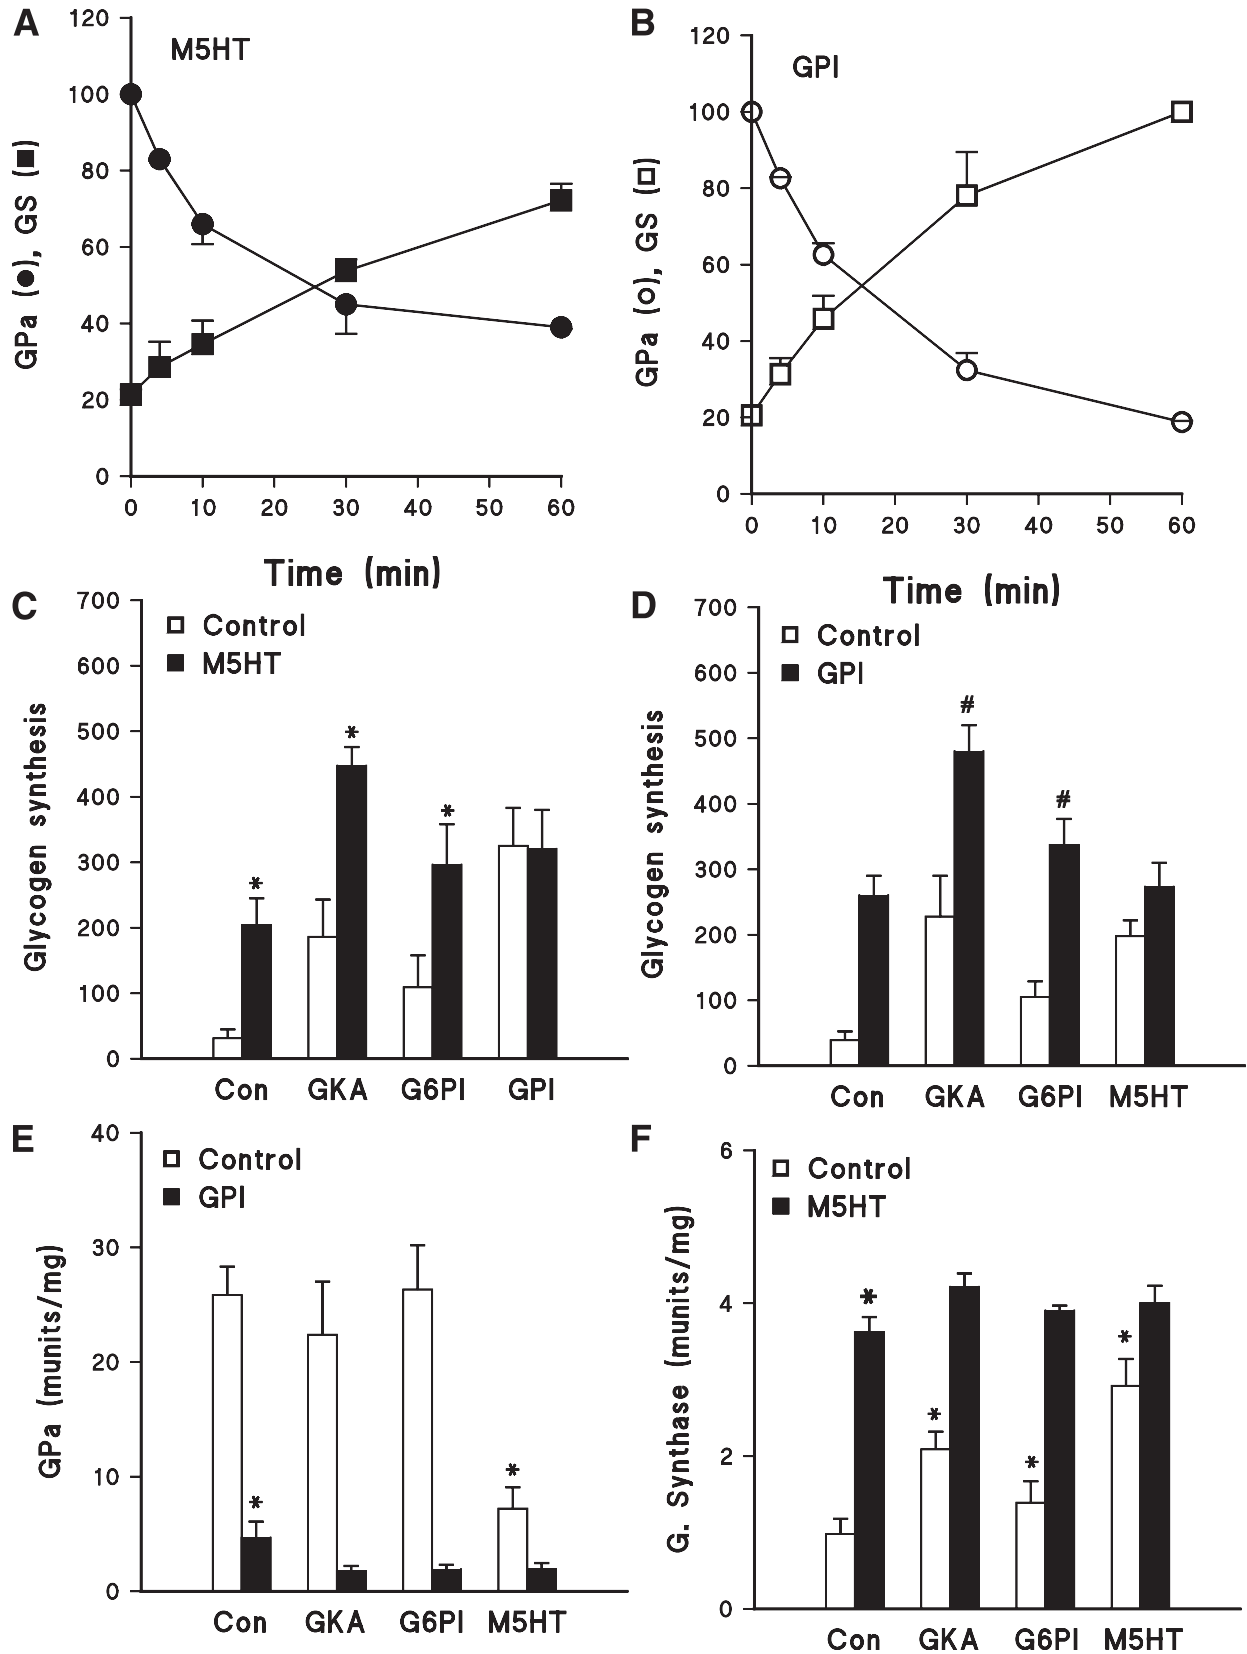 A
M5HT
GPa (●), GS (■)
120
100
80
60
40
20
0
0 10 20 30 40 50 60
Time (min)
B
GPI
GPa (○), GS (□)
120
100
80
60
40
20
0
0 10 20 30 40 50 60
Time (min)
C
Control
M5HT
Glycogen synthesis
700
600
500
400
300
200
100
0
*
*
*
Con GKA G6PI GPI
D
Control
GPI
Glycogen synthesis
700
600
500
400
300
200
100
0
#
#
Con GKA G6PI M5HT
E
Control
GPI
GPa (munits/mg)
40
30
20
10
0
*
*
Con GKA G6PI M5HT
F
Control
M5HT
G. Synthase (munits/mg)
6
4
2
0
*
*
*
*
Con GKA G6PI M5HT